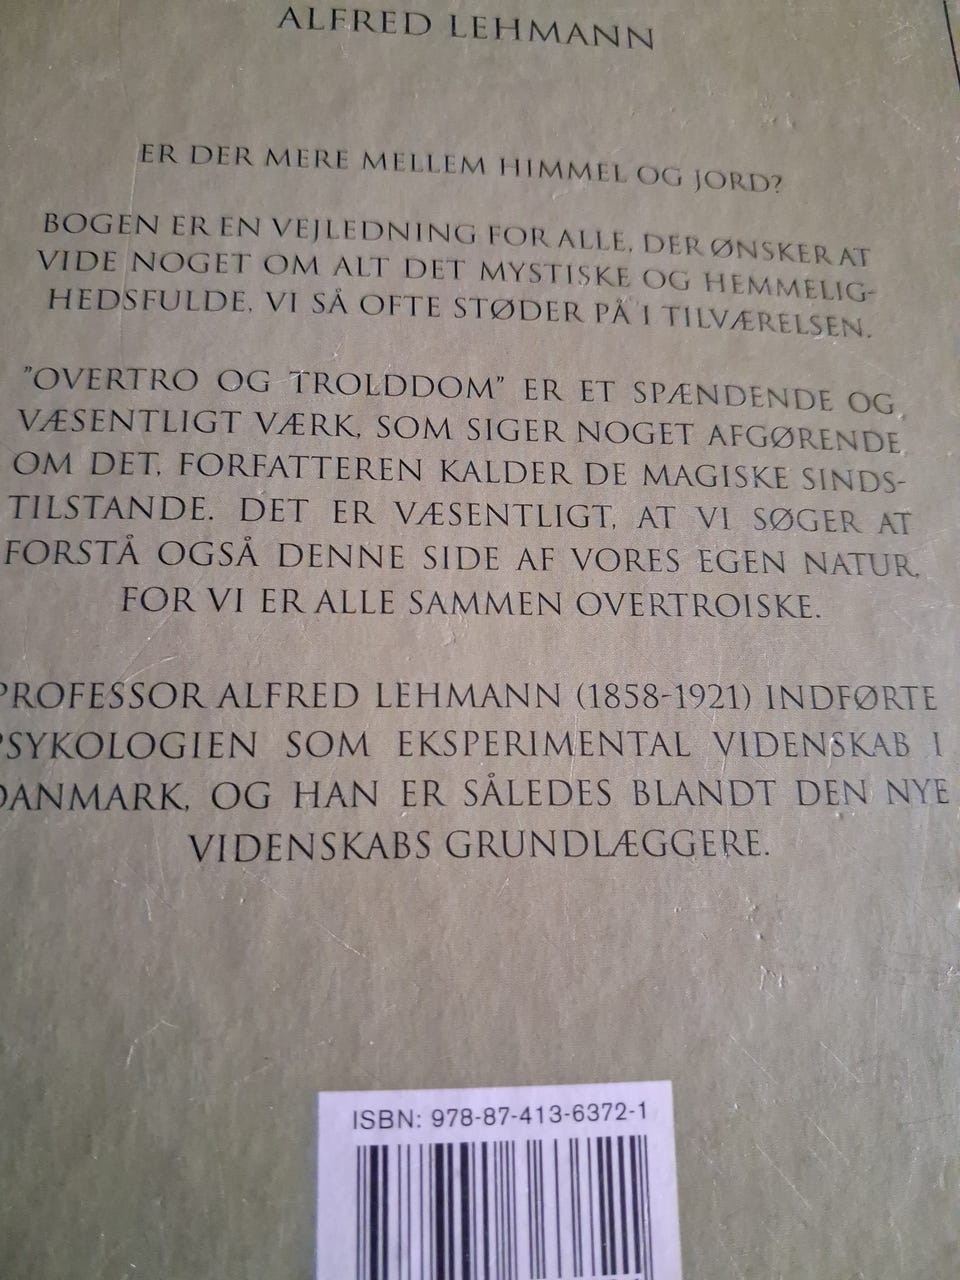 ALFRED LEHMANN
ER DER MERE MELLEM HIMMEL OG JORD?
BOGEN ER EN VEJLEDNING FOR ALLE, DER ØNSKER AT
VIDE NOGET OM ALT DET MYSTISKE OG HEMMELIG-
HEDSFULDE, VI SÅ OFTE STØDER PÅ I TILVÆRELSEN.
"OVERTRO OG TROLDDOM" ER ET SPÆNDENDE OG
VÆSENTLIGT VÆRK, SOM SIGER NOGET AFGØRENDE
OM DET, FORFATTEREN KALDER DE MAGISKE SINDS-
TILSTANDE. DET ER VÆSENTLIGT, AT VI SØGER AT
FORSTÅ OGSÅ DENNE SIDE AF VORES EGEN NATUR,
FOR VI ER ALLE SAMMEN OVERTROISKE.
PROFESSOR ALFRED LEHMANN (1858-1921) INDFØRTE
PSYKOLOGIEN SOM EKSPERIMENTAL VIDENSKAB I
DANMARK, OG HAN ER SÅLEDES BLANDT DEN NYE
VIDENSKABS GRUNDLÆGGERE.
ISBN: 978-87-413-6372-1